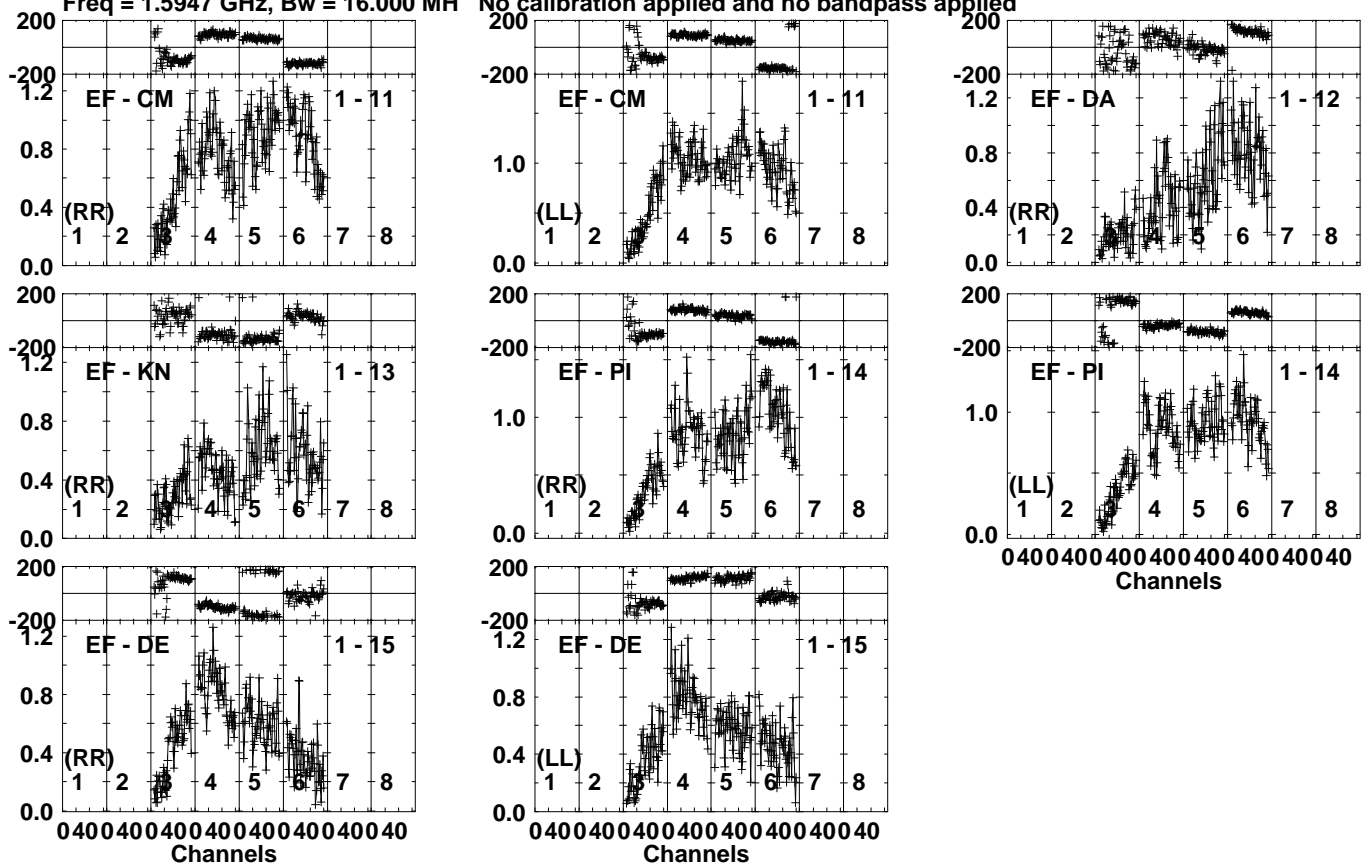 Freq = 1.5947 GHz, Bw = 16.000 MH No calibration applied and no bandpass applied
200
-200
EF - CM 1 - 11
1.2
0.8
0.4
0.0
(RR)
1 2 3 4 5 6 7 8
200
-200
EF - CM 1 - 11
1.0
0.0
(LL)
1 2 3 4 5 6 7 8
200
-200
EF - DA 1 - 12
1.2
0.8
0.4
0.0
(RR)
1 2 3 4 5 6 7 8
200
-200
EF - KN 1 - 13
1.2
0.8
0.4
0.0
(RR)
1 2 3 4 5 6 7 8
200
-200
EF - PI 1 - 14
1.0
0.0
(RR)
1 2 3 4 5 6 7 8
200
-200
EF - PI 1 - 14
1.0
0.0
(LL)
1 2 3 4 5 6 7 8
0 40 0 40 0 40 0 40 0 40 0 40 0 40 0 40
Channels
200
-200
EF - DE 1 - 15
1.2
0.8
0.4
0.0
(RR)
1 2 3 4 5 6 7 8
0 40 0 40 0 40 0 40 0 40 0 40 0 40 0 40
Channels
200
-200
EF - DE 1 - 15
1.2
0.8
0.4
0.0
(LL)
1 2 3 4 5 6 7 8
0 40 0 40 0 40 0 40 0 40 0 40 0 40 0 40
Channels